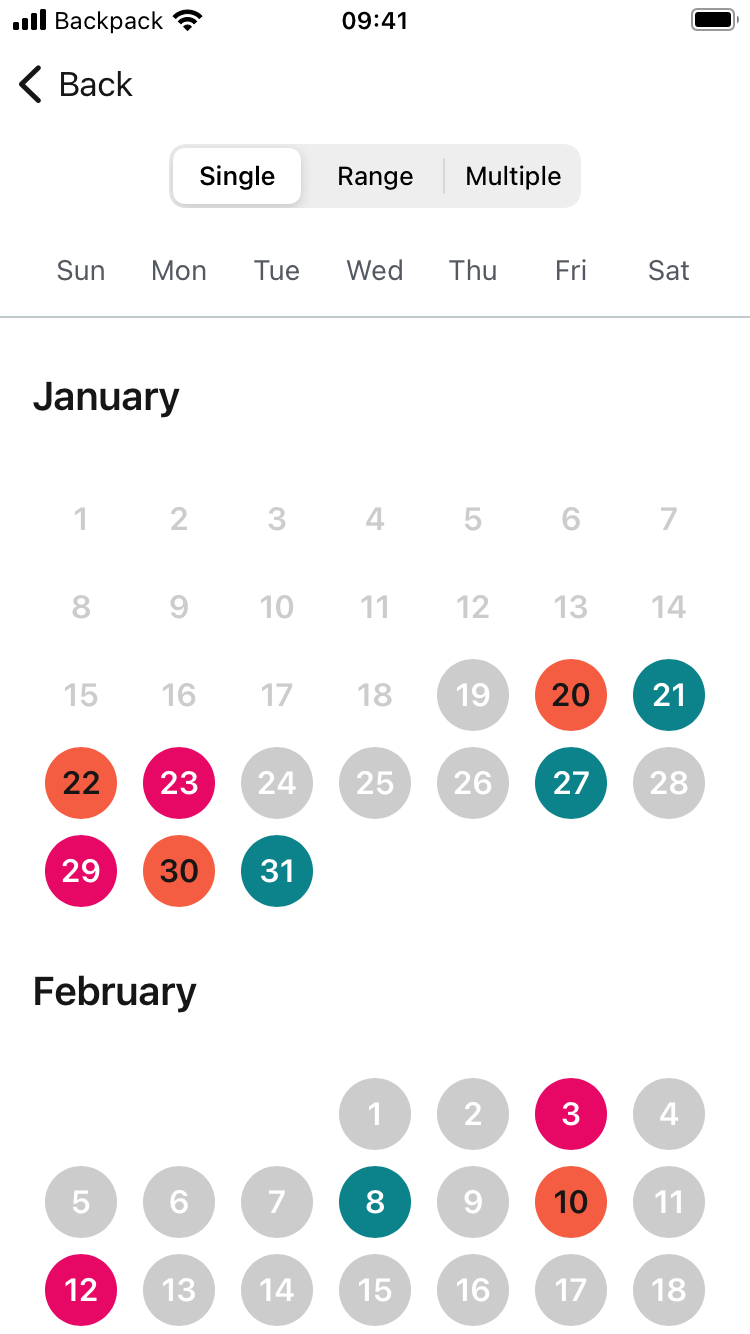 Backpack 09:41
Back
Single Range Multiple
Sun Mon Tue Wed Thu Fri Sat
January
1 2 3 4 5 6 7
8 9 10 11 12 13 14
15 16 17 18 19 20 21
22 23 24 25 26 27 28
29 30 31
February
1 2 3 4
5 6 7 8 9 10 11
12 13 14 15 16 17 18